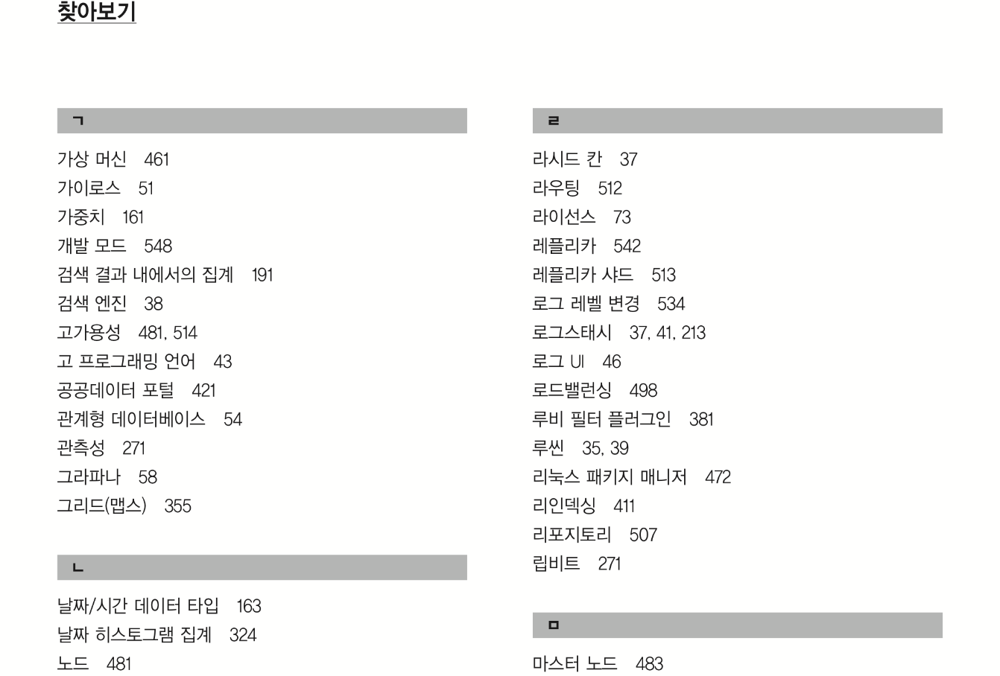 찾아보기
ㄱ
가상 머신 461
가이로스 51
가중치 161
개발 모드 548
검색 결과 내에서의 집계 191
검색 엔진 38
고가용성 481, 514
고 프로그래밍 언어 43
공공데이터 포털 421
관계형 데이터베이스 54
관측성 271
그라파나 58
그리드(맵스) 355
ㄴ
날짜/시간 데이터 타입 163
날짜 히스토그램 집계 324
노드 481
ㄹ
라시드 칸 37
라우팅 512
라이선스 73
레플리카 542
레플리카 샤드 513
로그 레벨 변경 534
로그스태시 37, 41, 213
로그 UI 46
로드밸런싱 498
루비 필터 플러그인 381
루씬 35, 39
리눅스 패키지 매니저 472
리인덱싱 411
리포지토리 507
립비트 271
ㅁ
마스터 노드 483